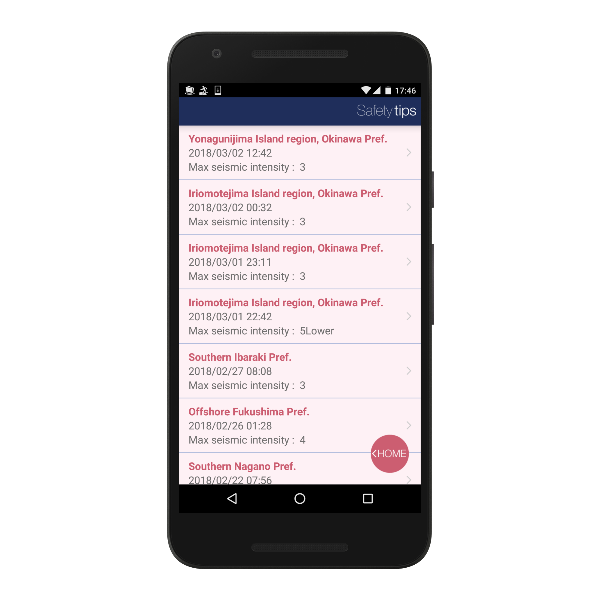 17:46
Safety tips
Yonagunijima Island region, Okinawa Pref.
2018/03/02 12:42
Max seismic intensity : 3
Iriomotejima Island region, Okinawa Pref.
2018/03/02 00:32
Max seismic intensity : 3
Iriomotejima Island region, Okinawa Pref.
2018/03/01 23:11
Max seismic intensity : 3
Iriomotejima Island region, Okinawa Pref.
2018/03/01 22:42
Max seismic intensity : 5Lower
Southern Ibaraki Pref.
2018/02/27 08:08
Max seismic intensity : 3
Offshore Fukushima Pref.
2018/02/26 01:28
Max seismic intensity : 4
HOME
Southern Nagano Pref.
2018/02/22 07:56